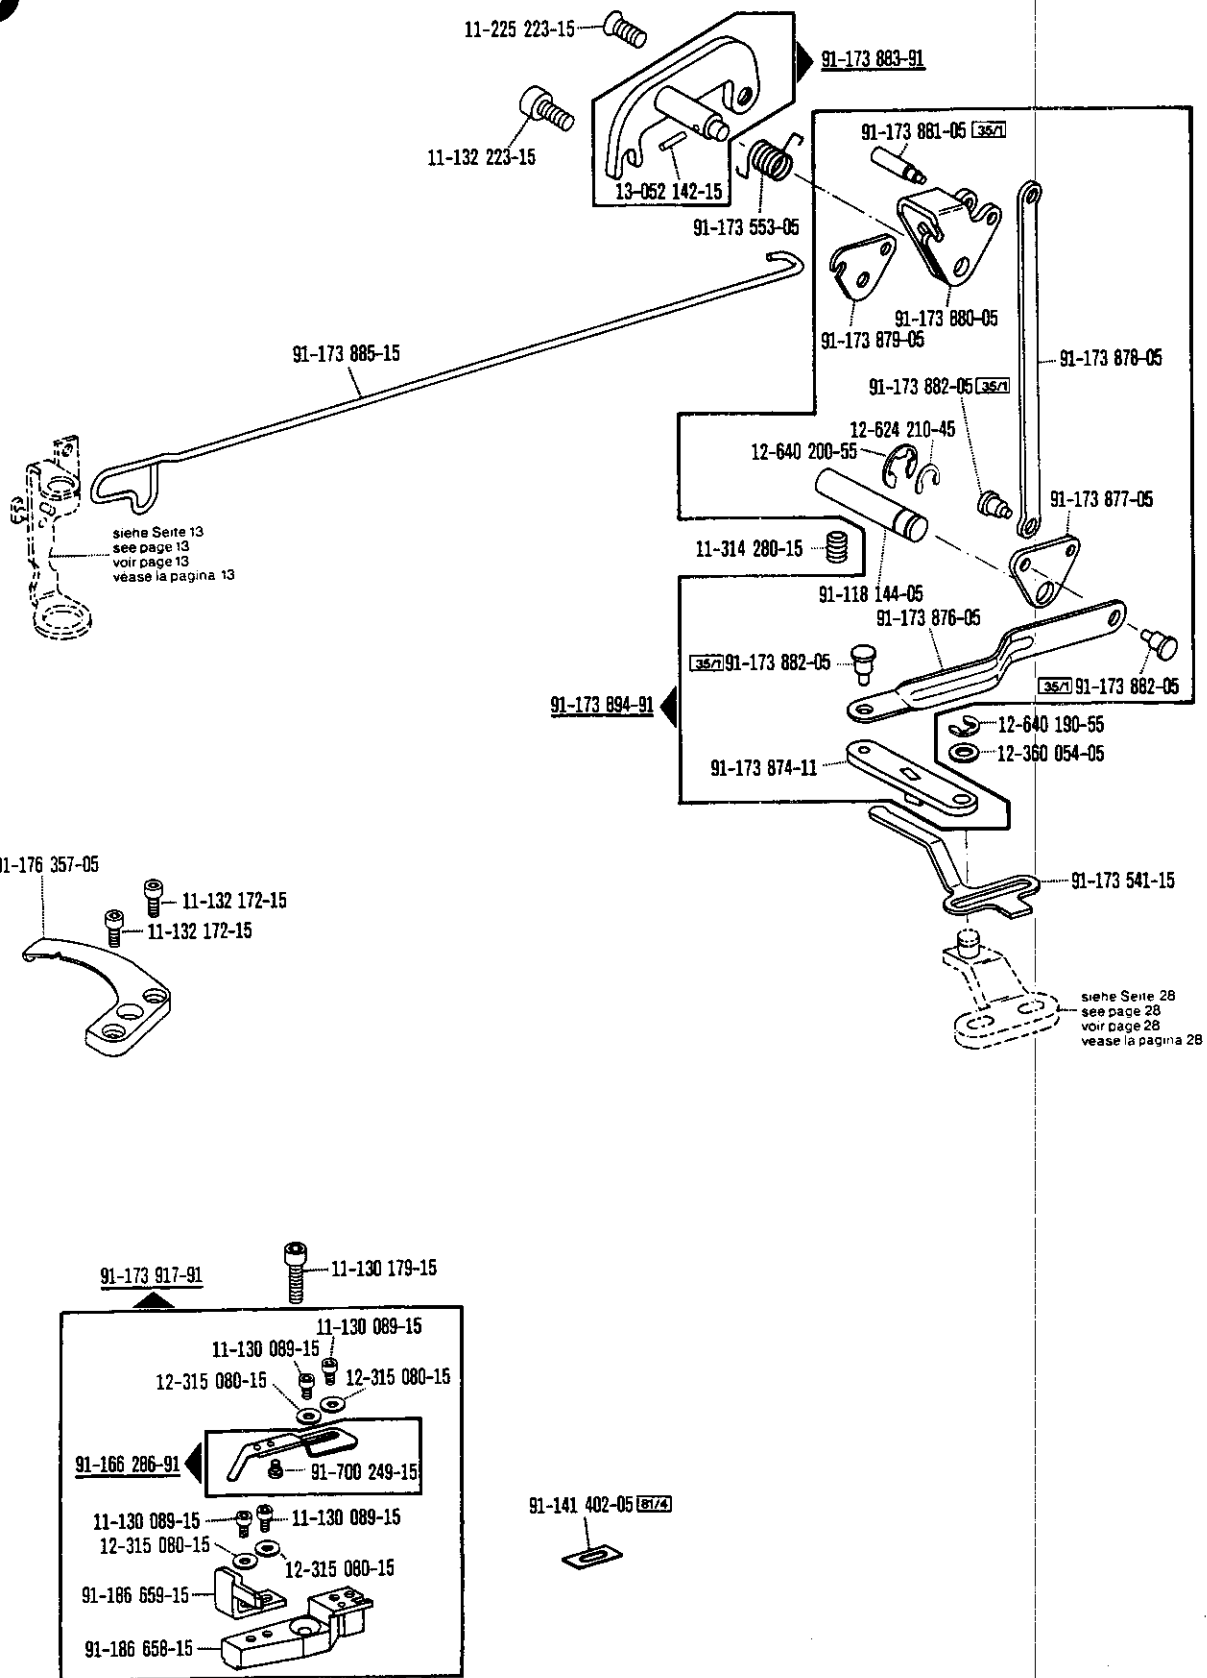 11-225 223-15
91-173 883-91
11-132 223-15
13-052 142-15
91-173 553-05
91-173 881-05 35/1
91-173 880-05
91-173 879-05
91-173 878-05
91-173 885-15
91-173 882-05 35/1
12-624 210-45
12-640 200-55
91-173 877-05
siehe Seite 13
see page 13
voir page 13
véase la pagina 13
11-314 280-15
91-118 144-05
91-173 876-05
35/1 91-173 882-05
35/1 91-173 882-05
91-173 894-91
12-640 190-55
12-360 054-05
91-173 874-11
91-173 541-15
1-176 357-05
11-132 172-15
11-132 172-15
siehe Seite 28
see page 28
voir page 28
vease la pagina 28
91-173 917-91
11-130 179-15
11-130 089-15
11-130 089-15
12-315 080-15
12-315 080-15
91-166 286-91
91-700 249-15
11-130 089-15
11-130 089-15
12-315 080-15
12-315 080-15
91-186 659-15
91-186 658-15
91-141 402-05 81/4